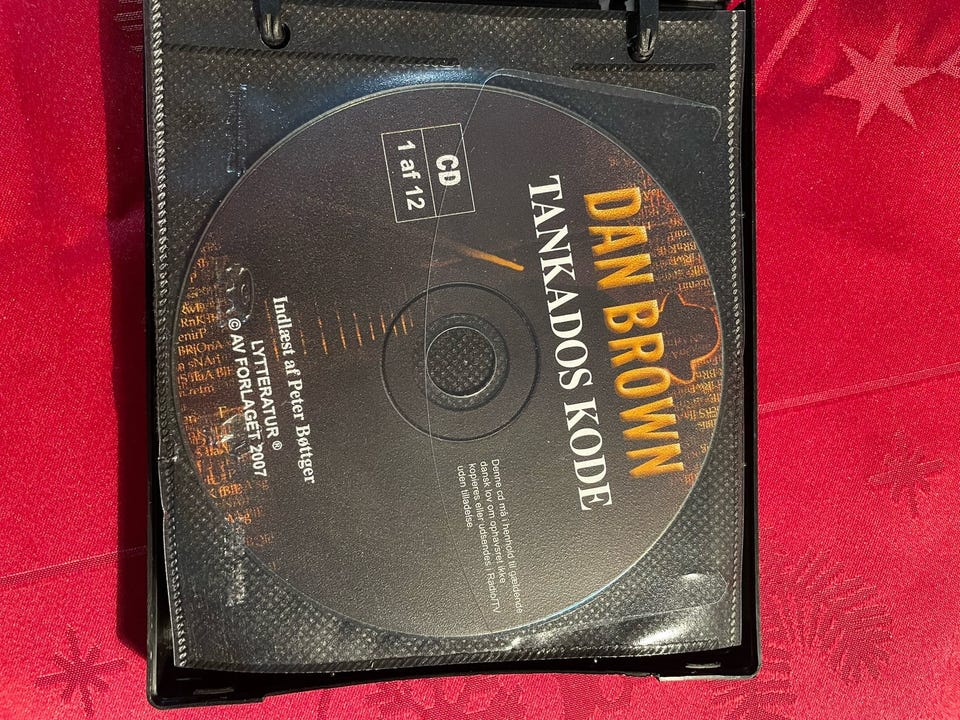 DAN BROWN
TANKADOS KODE
CD
1 af 12
Denne cd må i henhold til gældende
dansk lov om ophavsret ikke
kopieres eller udsendes i Radio/TV
uden tilladelse.
Indlæst af Peter Bøttger
LYTTERATUR ®
© AV FORLAGET 2007